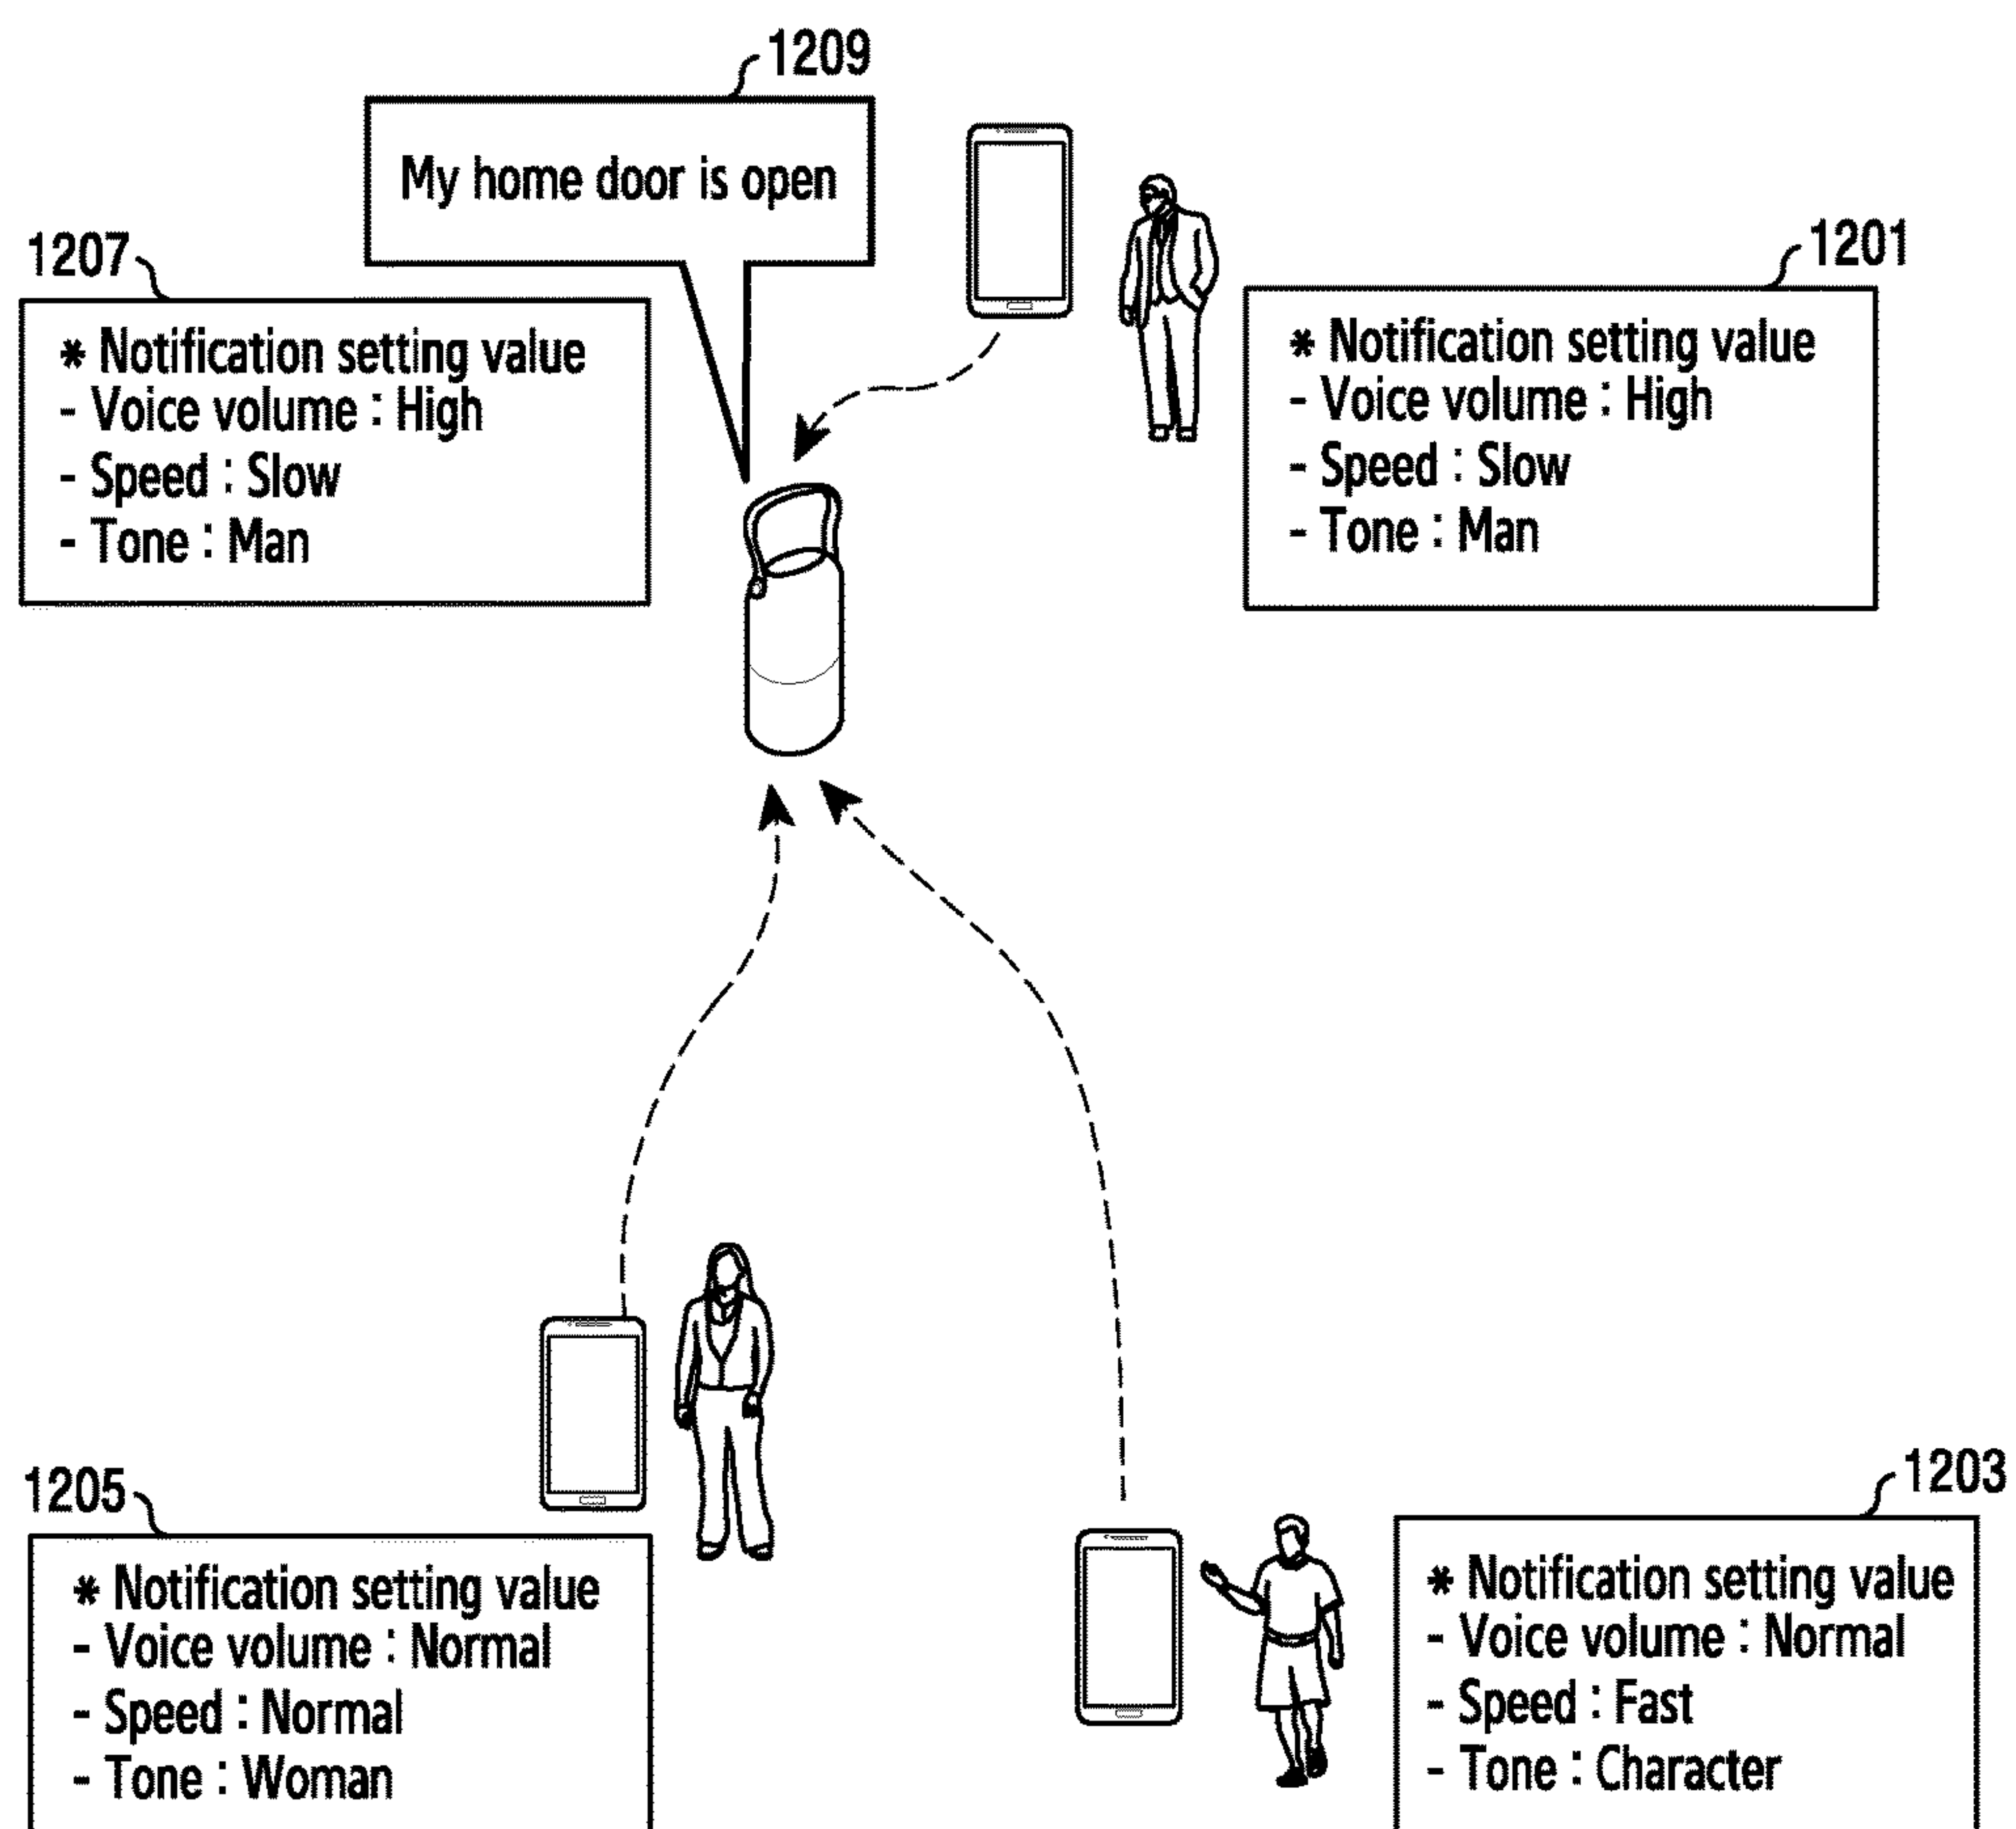 1209
My home door is open
1207
* Notification setting value
- Voice volume : High
- Speed : Slow
- Tone : Man
1201
* Notification setting value
- Voice volume : High
- Speed : Slow
- Tone : Man
1205
* Notification setting value
- Voice volume : Normal
- Speed : Normal
- Tone : Woman
1203
* Notification setting value
- Voice volume : Normal
- Speed : Fast
- Tone : Character